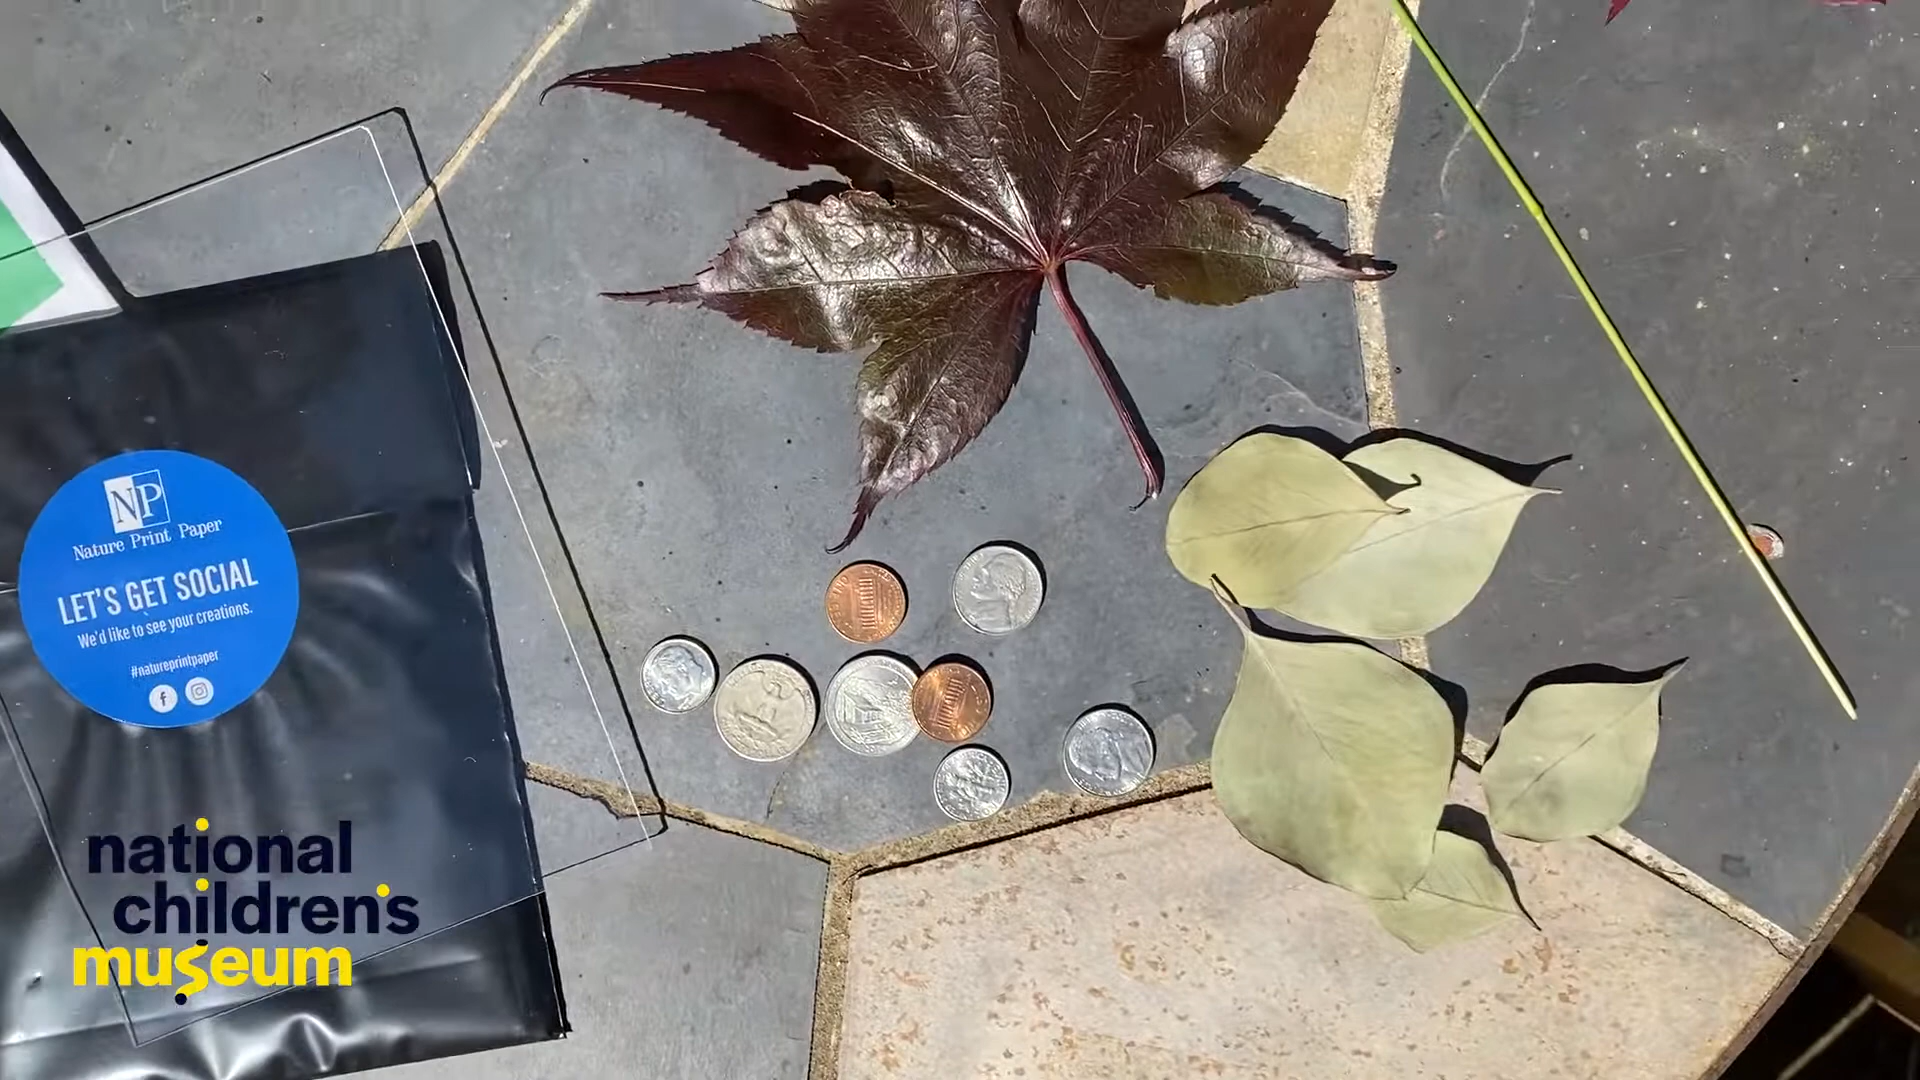 NP
Nature Print Paper
LET'S GET SOCIAL
We'd like to see your creations.
#natureprintpaper
national
children's
museum